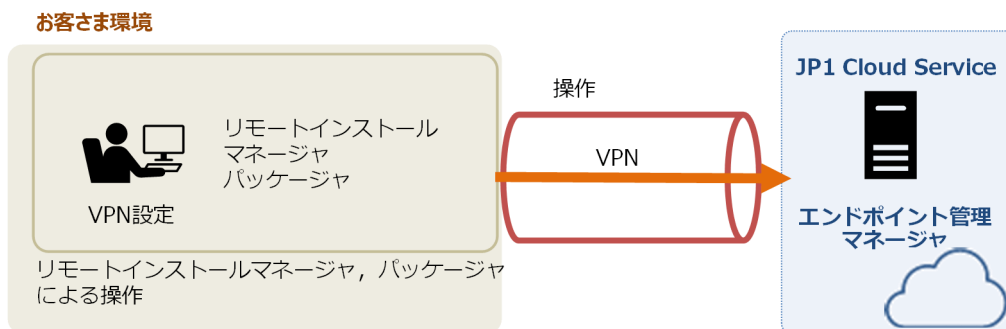 お客さま環境
リモートインストール
マネージャ
パッケージャ
VPN設定
リモートインストールマネージャ，パッケージャ
による操作
操作
VPN
JP1 Cloud Service
エンドポイント管理
マネージャ